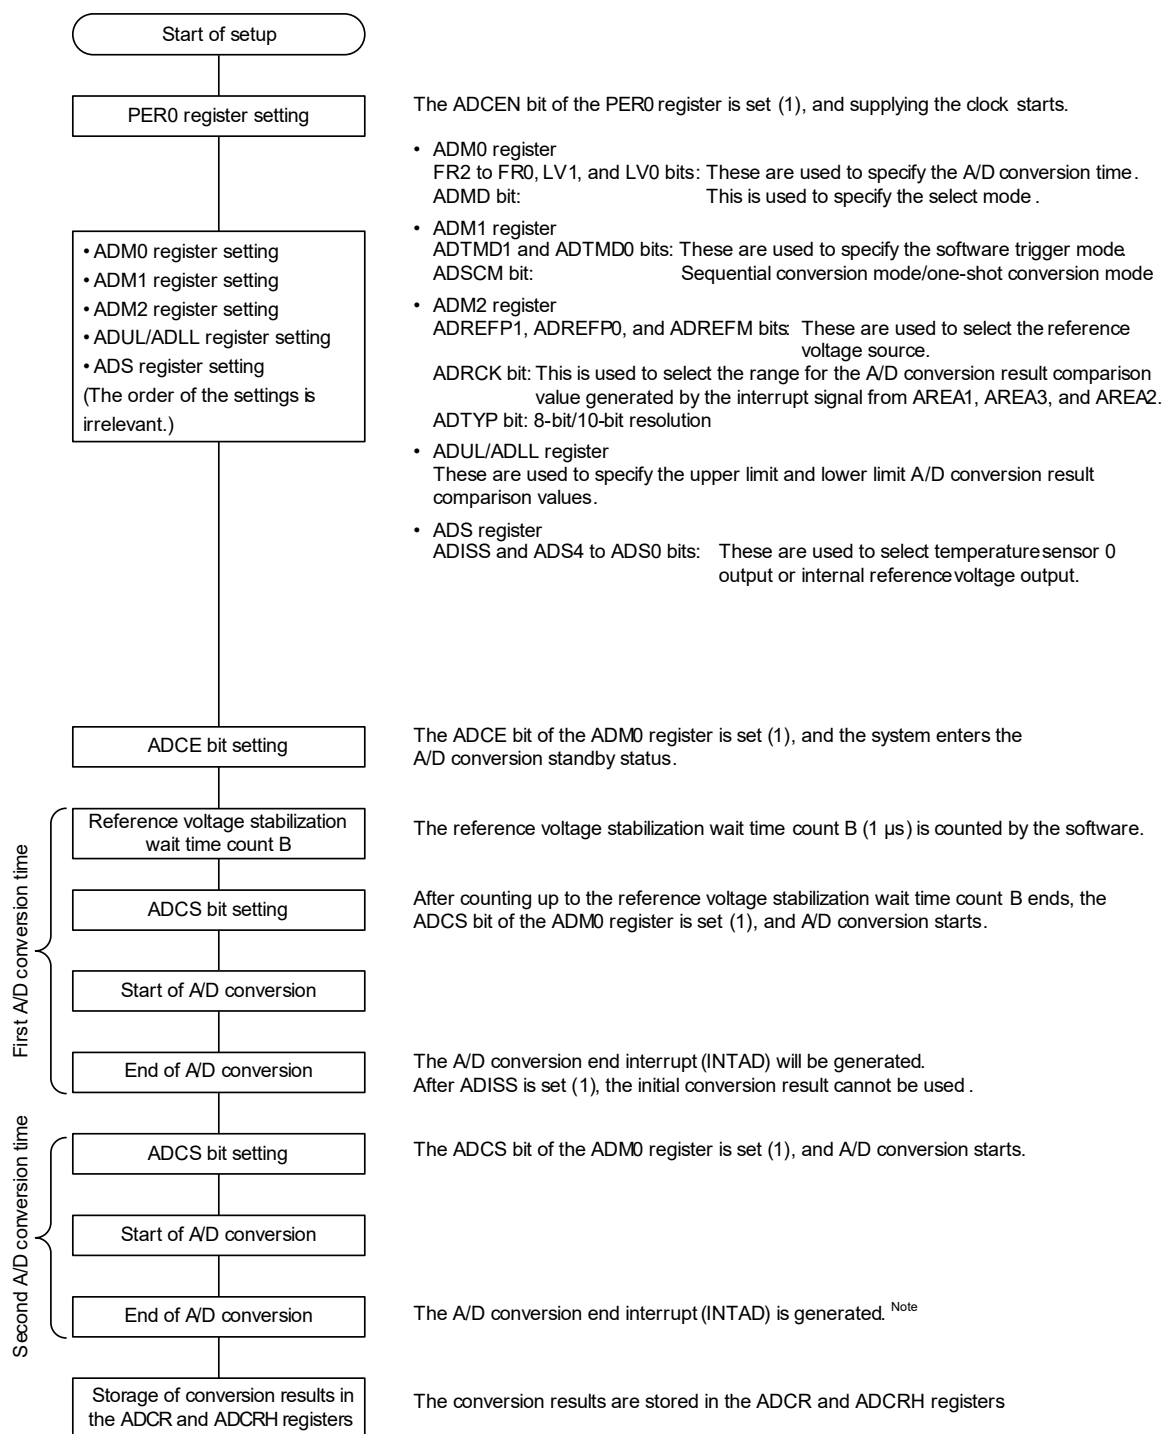 Start of setup
PER0 register setting
The ADCEN bit of the PER0 register is set (1), and supplying the clock starts.
• ADM0 register setting
• ADM1 register setting
• ADM2 register setting
• ADUL/ADLL register setting
• ADS register setting
(The order of the settings is
irrelevant.)
• ADM0 register
FR2 to FR0, LV1, and LV0 bits: These are used to specify the A/D conversion time.
ADMD bit: This is used to specify the select mode.
• ADM1 register
ADTMD1 and ADTMD0 bits: These are used to specify the software trigger mode.
ADSCM bit: Sequential conversion mode/one-shot conversion mode
• ADM2 register
ADREFP1, ADREFP0, and ADREFM bits: These are used to select the reference
voltage source.
ADRCK bit: This is used to select the range for the A/D conversion result comparison
value generated by the interrupt signal from AREA1, AREA3, and AREA2.
ADTYP bit: 8-bit/10-bit resolution
• ADUL/ADLL register
These are used to specify the upper limit and lower limit A/D conversion result
comparison values.
• ADS register
ADISS and ADS4 to ADS0 bits: These are used to select temperature sensor 0
output or internal reference voltage output.
ADCE bit setting
The ADCE bit of the ADM0 register is set (1), and the system enters the
A/D conversion standby status.
First A/D conversion time
Reference voltage stabilization
wait time count B
The reference voltage stabilization wait time count B (1 µs) is counted by the software.
ADCS bit setting
After counting up to the reference voltage stabilization wait time count B ends, the
ADCS bit of the ADM0 register is set (1), and A/D conversion starts.
Start of A/D conversion
End of A/D conversion
The A/D conversion end interrupt (INTAD) will be generated.
After ADISS is set (1), the initial conversion result cannot be used.
Second A/D conversion time
ADCS bit setting
The ADCS bit of the ADM0 register is set (1), and A/D conversion starts.
Start of A/D conversion
End of A/D conversion
The A/D conversion end interrupt (INTAD) is generated. Note
Storage of conversion results in
the ADCR and ADCRH registers
The conversion results are stored in the ADCR and ADCRH registers